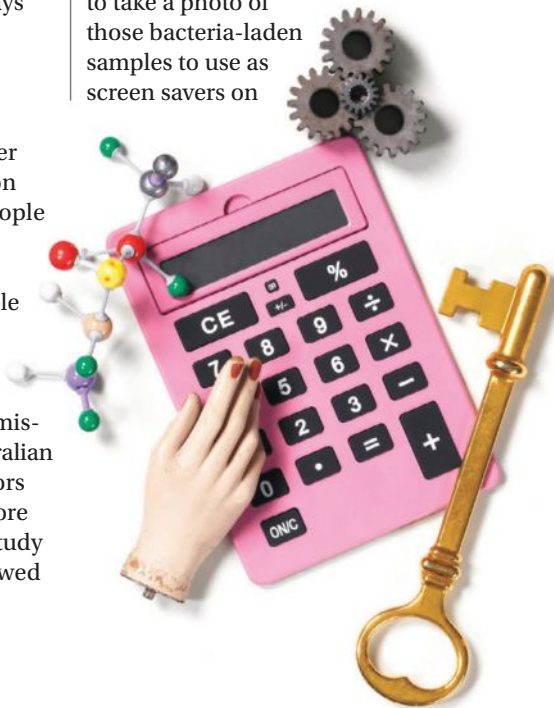 ys
er
on
ople
le
mis-
ralian
ors
ore
tudy
wed
to take a photo of
those bacteria-laden
samples to use as
screen savers on
CE +/- %
7 8 9 ÷
5 6 ×
2 3 −
0 • = +
ON/C